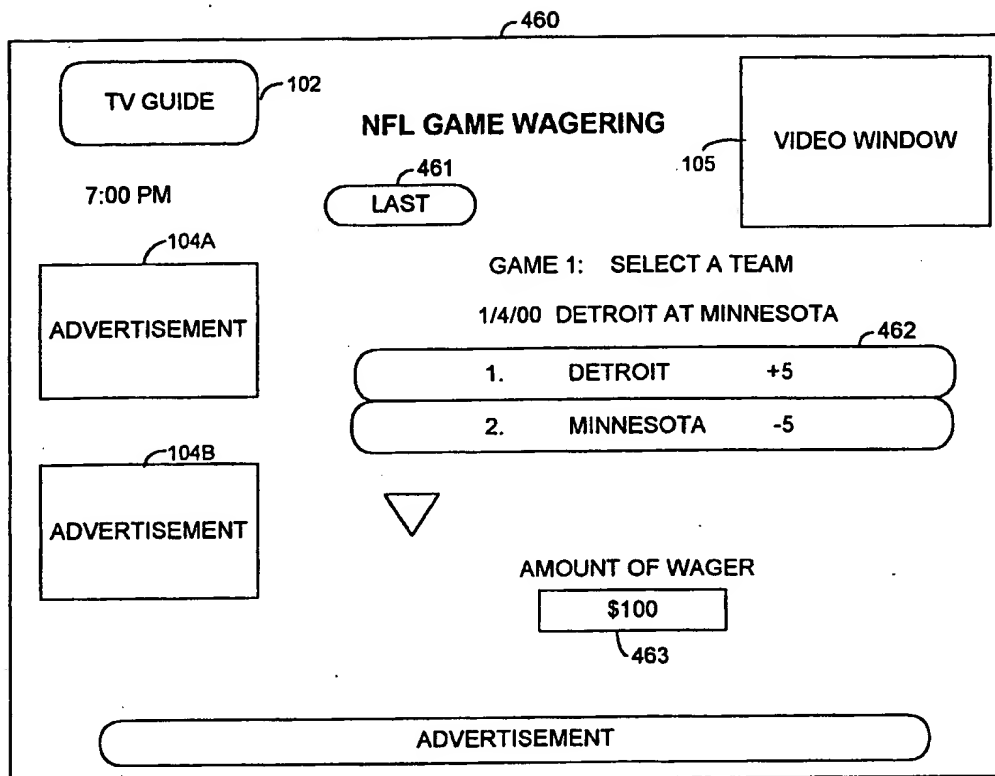 460
TV GUIDE
102
NFL GAME WAGERING
VIDEO WINDOW
105
7:00 PM
461
LAST
104A
ADVERTISEMENT
GAME 1: SELECT A TEAM
1/4/00 DETROIT AT MINNESOTA
462
1. DETROIT +5
2. MINNESOTA -5
104B
ADVERTISEMENT
AMOUNT OF WAGER
$100
463
ADVERTISEMENT